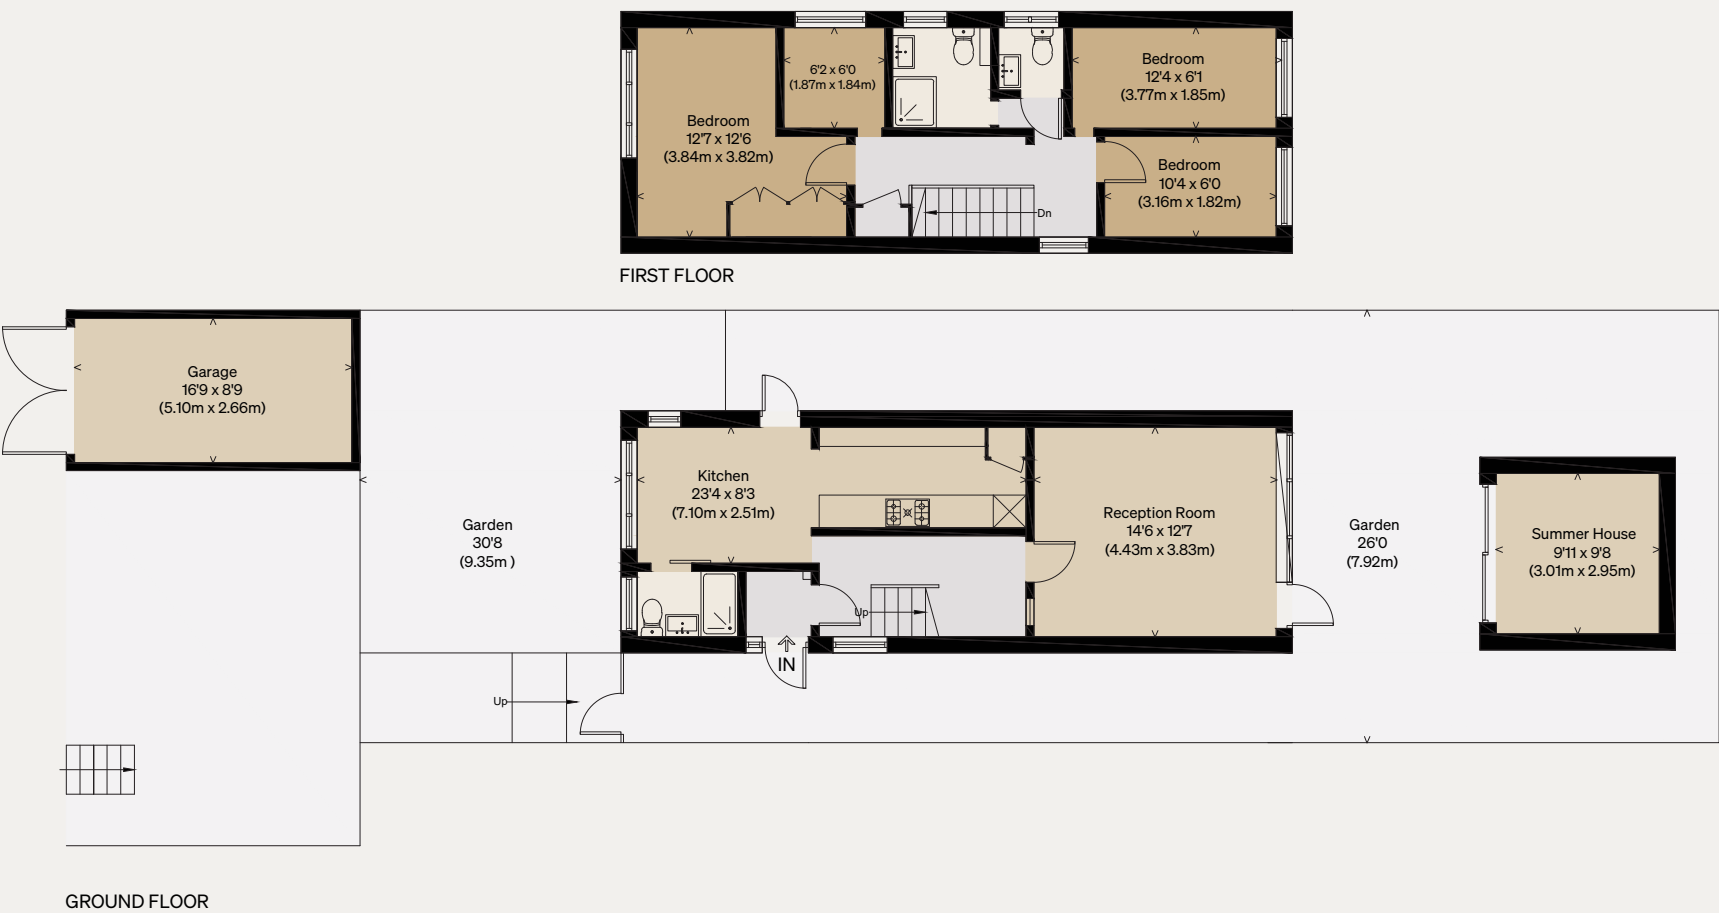 6'2 x 6'0
(1.87m x 1.84m)
Bedroom
12'4 x 6'1
(3.77m x 1.85m)
Bedroom
12'7 x 12'6
(3.84m x 3.82m)
Bedroom
10'4 x 6'0
(3.16m x 1.82m)
Dn
FIRST FLOOR
Garage
16'9 x 8'9
(5.10m x 2.66m)
Kitchen
23'4 x 8'3
(7.10m x 2.51m)
Garden
30'8
(9.35m )
Reception Room
14'6 x 12'7
(4.43m x 3.83m)
Garden
26'0
(7.92m)
Summer House
9'11 x 9'8
(3.01m x 2.95m)
Up
IN
Up
GROUND FLOOR